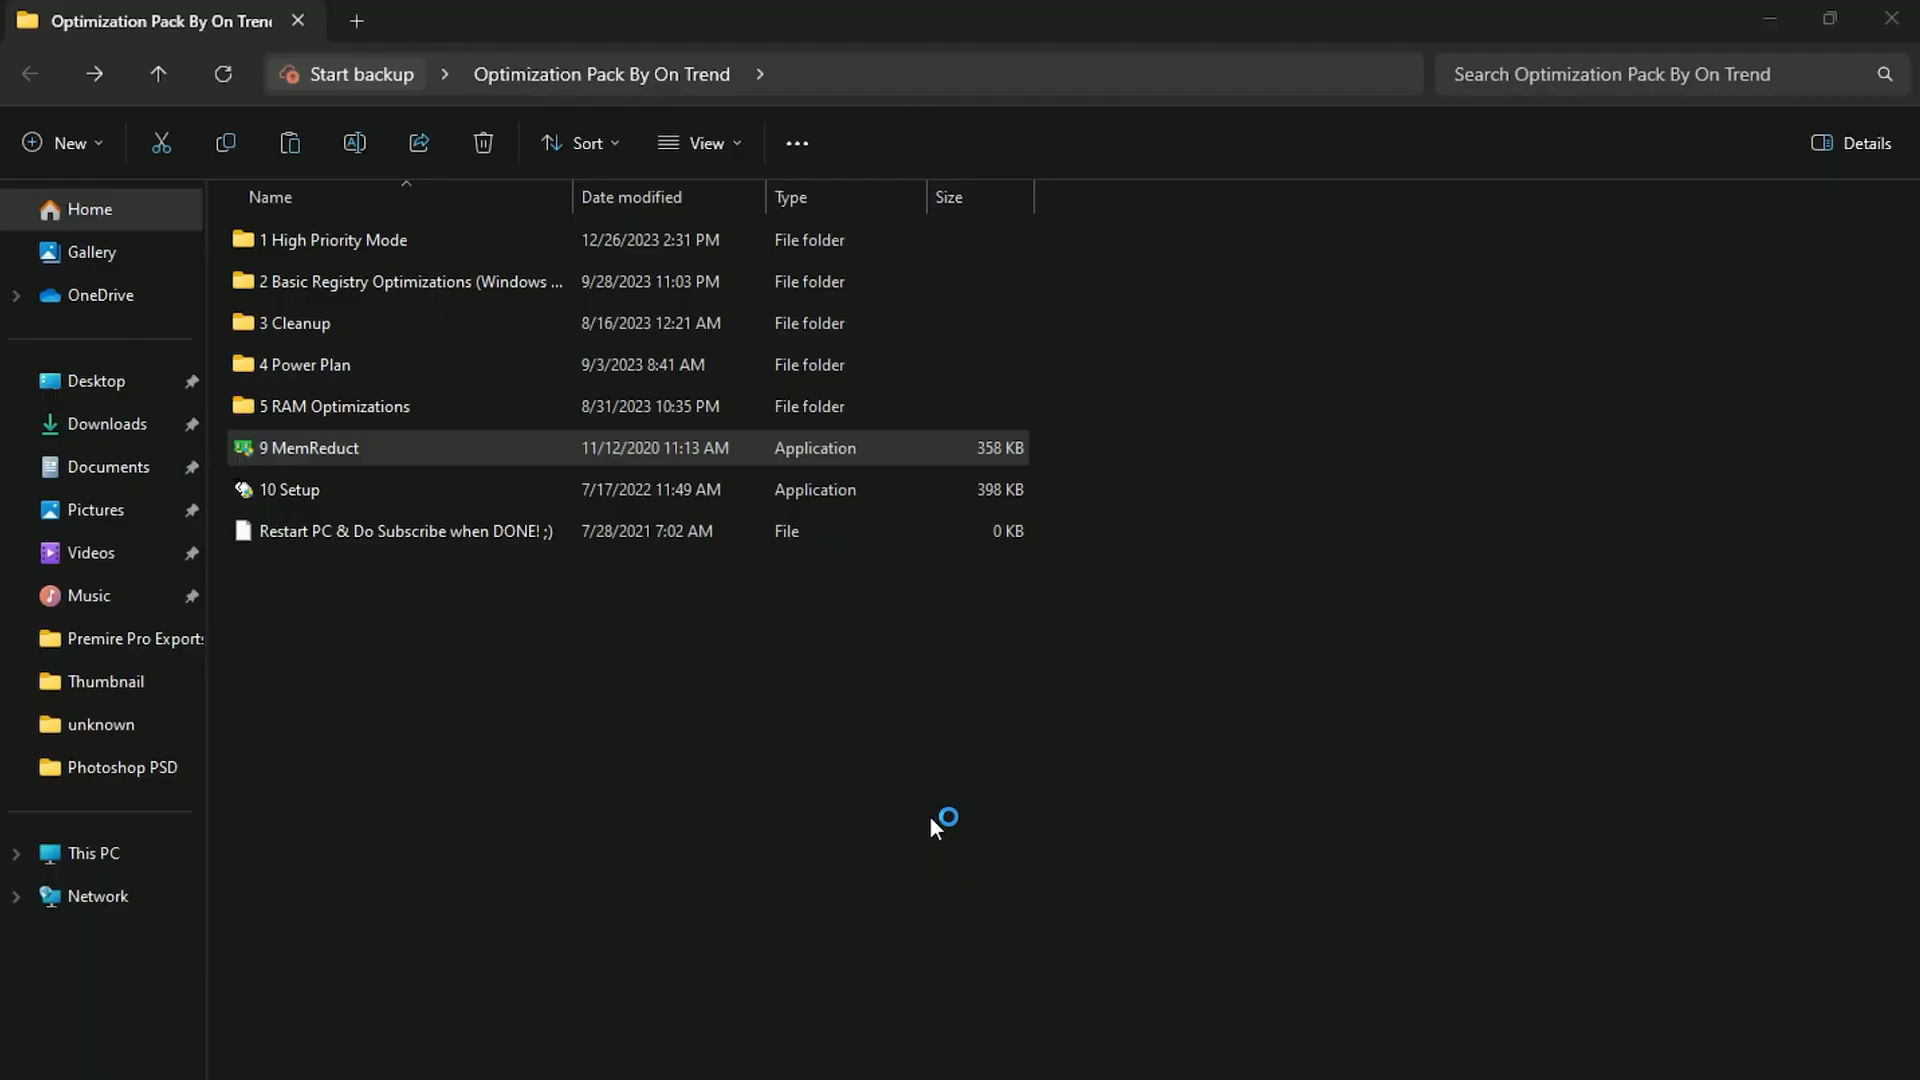 Optimization Pack By On Tren
Start backup > Optimization Pack By On Trend >
Search Optimization Pack By On Trend
New
Sort
View
Details
Name Date modified Type Size
Home
Gallery
OneDrive
Desktop
Downloads
Documents
Pictures
Videos
Music
Premire Pro Exports
Thumbnail
unknown
Photoshop PSD
This PC
Network
1 High Priority Mode 12/26/2023 2:31 PM File folder
2 Basic Registry Optimizations (Windows ... 9/28/2023 11:03 PM File folder
3 Cleanup 8/16/2023 12:21 AM File folder
4 Power Plan 9/3/2023 8:41 AM File folder
5 RAM Optimizations 8/31/2023 10:35 PM File folder
9 MemReduct 11/12/2020 11:13 AM Application 358 KB
10 Setup 7/17/2022 11:49 AM Application 398 KB
Restart PC & Do Subscribe when DONE! ;) 7/28/2021 7:02 AM File 0 KB